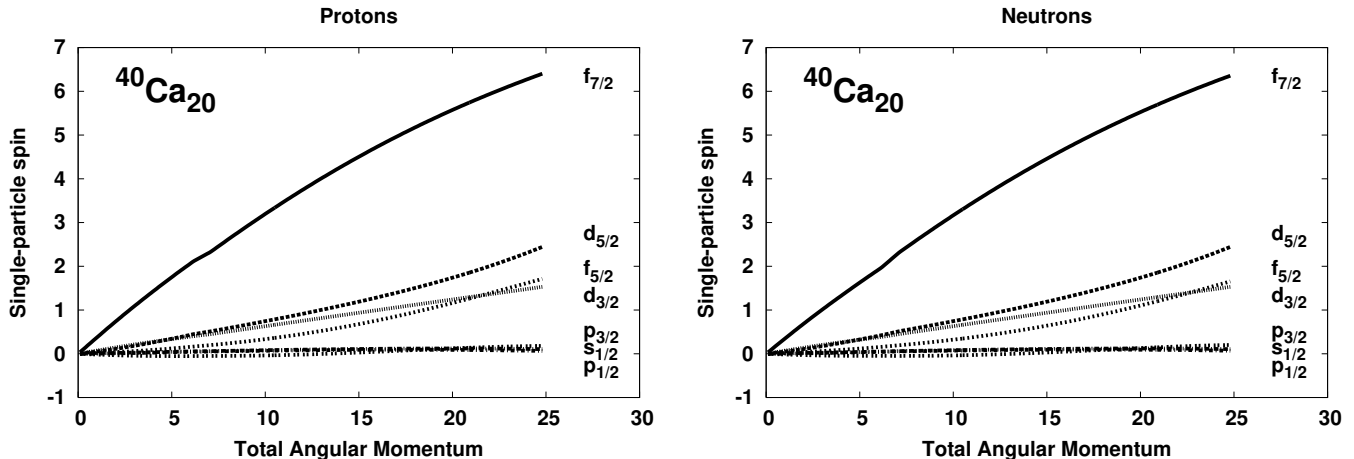 Protons
7
6
5
4
3
2
1
0
-1
Single-particle spin
40Ca20
f7/2
d5/2
f5/2
d3/2
p3/2
s1/2
p1/2
0 5 10 15 20 25 30
Total Angular Momentum
Neutrons
7
6
5
4
3
2
1
0
-1
Single-particle spin
40Ca20
f7/2
d5/2
f5/2
d3/2
p3/2
s1/2
p1/2
0 5 10 15 20 25 30
Total Angular Momentum